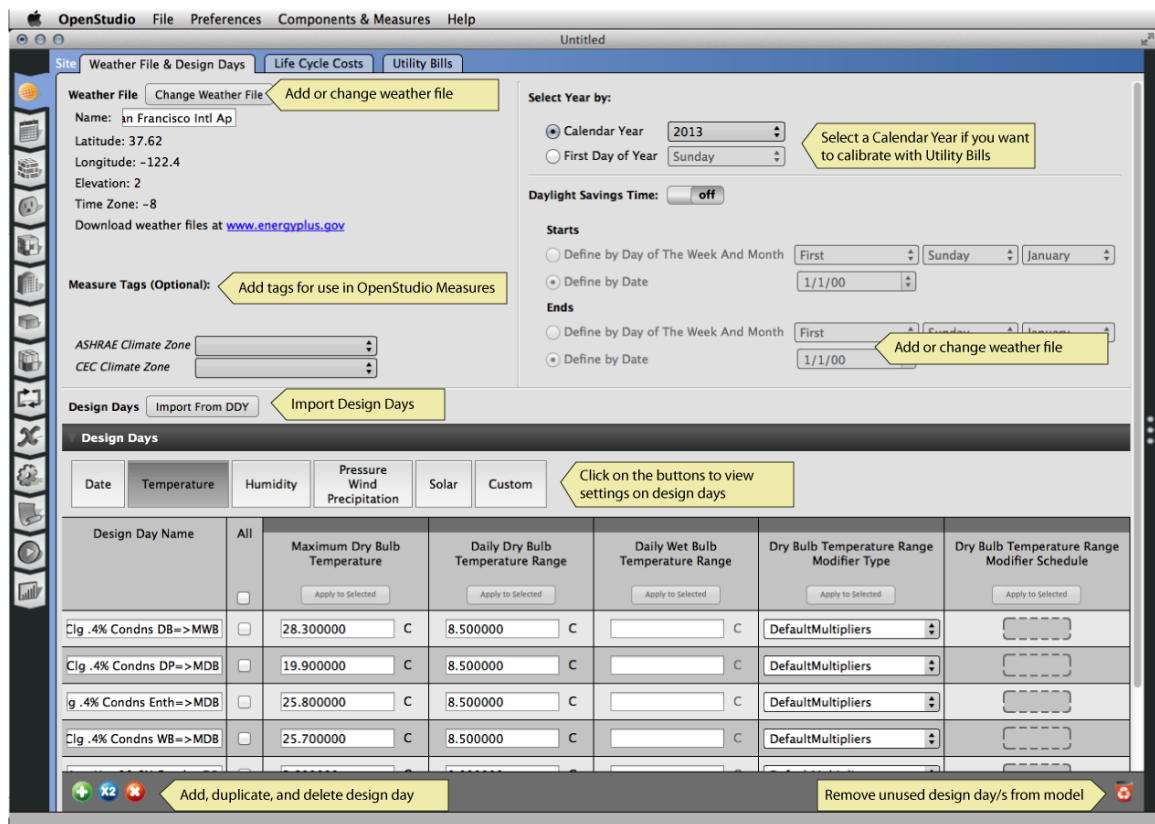 OpenStudio File Preferences Components & Measures Help
Untitled
Site Weather File & Design Days Life Cycle Costs Utility Bills
Weather File Change Weather File
Add or change weather file
Name: an Francisco Intl Ap
Latitude: 37.62
Longitude: -122.4
Elevation: 2
Time Zone: -8
Download weather files at www.energyplus.gov
Measure Tags (Optional):
Add tags for use in OpenStudio Measures
ASHRAE Climate Zone
CEC Climate Zone
Select Year by:
Calendar Year 2013
First Day of Year Sunday
Select a Calendar Year if you want
to calibrate with Utility Bills
Daylight Savings Time: off
Starts
Define by Day of The Week And Month First Sunday January
Define by Date 1/1/00
Ends
Define by Day of The Week And Month First Sunday January
Define by Date 1/1/00
Add or change weather file
Design Days Import From DDY
Import Design Days
Design Days
Date Temperature Humidity Pressure Wind Precipitation Solar Custom
Click on the buttons to view
settings on design days
Design Day Name All
Maximum Dry Bulb Temperature
Daily Dry Bulb Temperature Range
Daily Wet Bulb Temperature Range
Dry Bulb Temperature Range Modifier Type
Dry Bulb Temperature Range Modifier Schedule
Apply to Selected Apply to Selected Apply to Selected Apply to Selected Apply to Selected
Clg .4% Condns DB=>MWB 28.300000 C 8.500000 C C DefaultMultipliers
Clg .4% Condns DP=>MDB 19.900000 C 8.500000 C C DefaultMultipliers
g .4% Condns Enth=>MDB 25.800000 C 8.500000 C C DefaultMultipliers
Clg .4% Condns WB=>MDB 25.700000 C 8.500000 C C DefaultMultipliers
X2
Add, duplicate, and delete design day
Remove unused design day/s from model